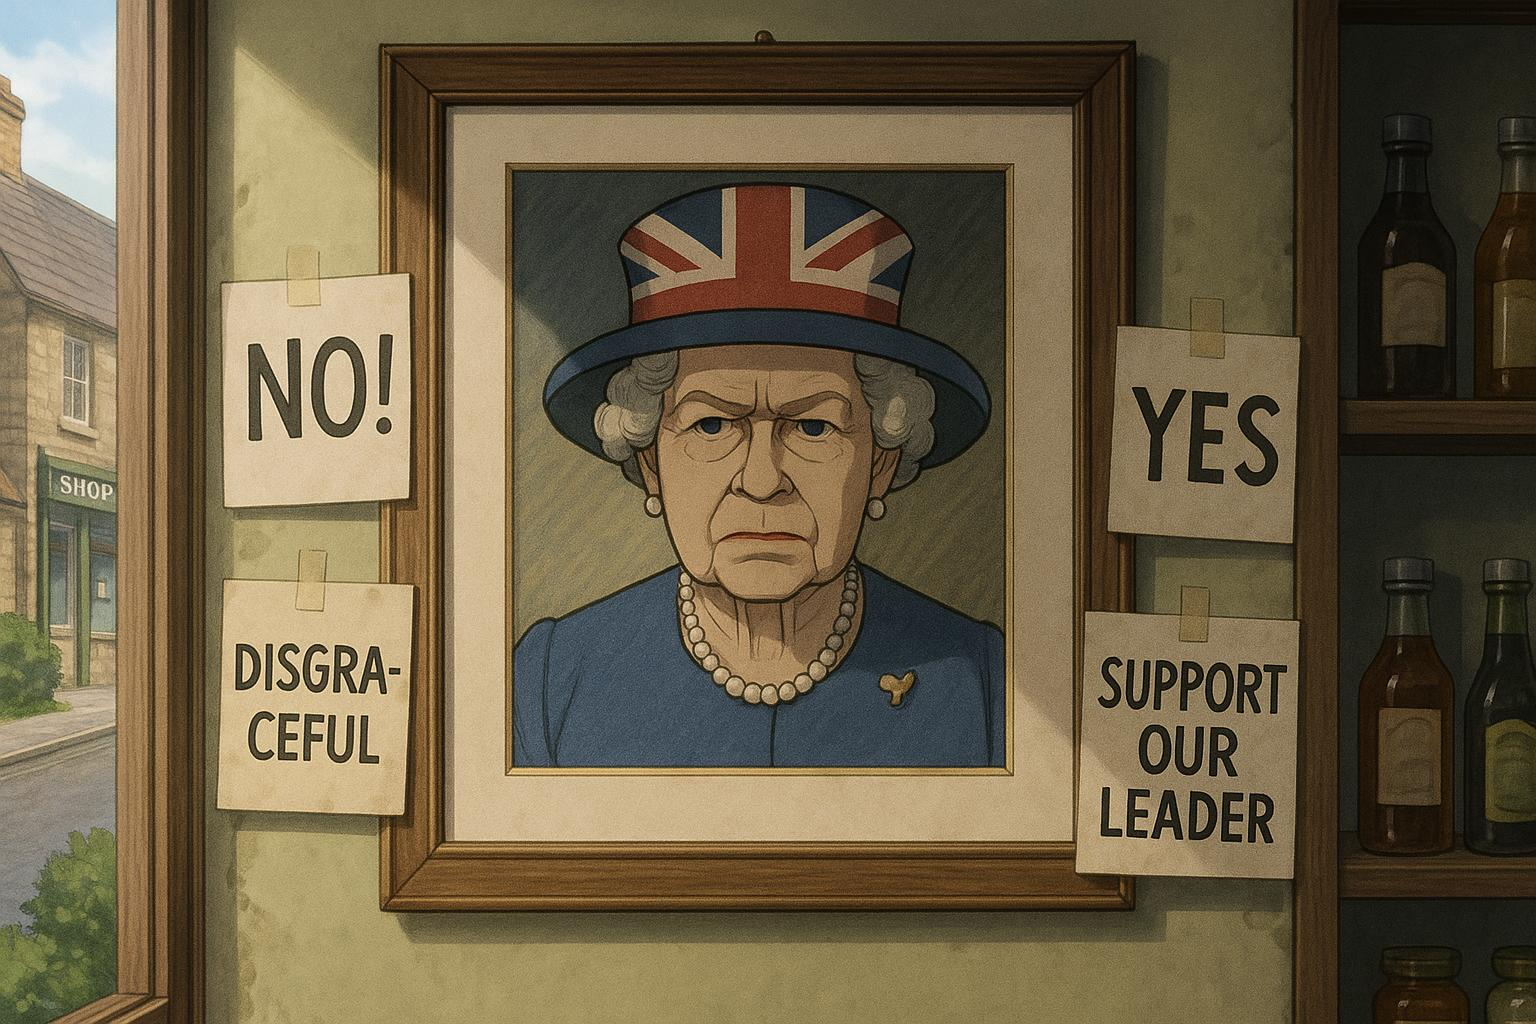 NO!
DISGRA-
CEFUL
SHOP
YES
SUPPORT
OUR
LEADER